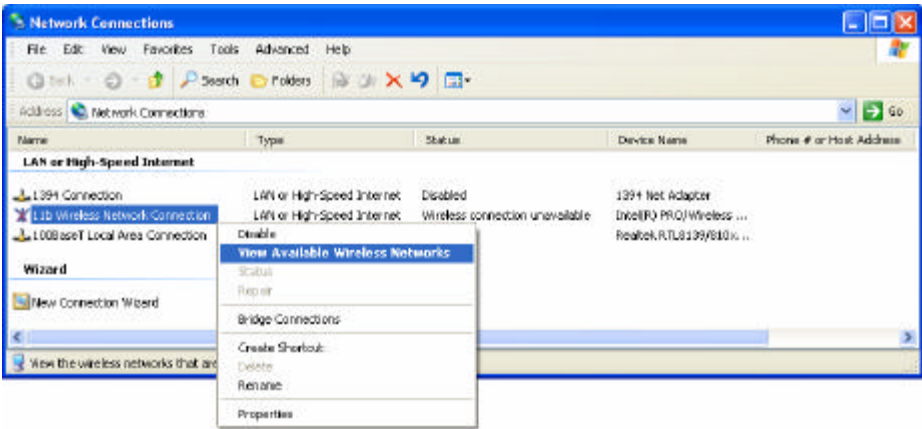 Network Connections
File Edit View Favorites Tools Advanced Help
Back Search Folders
Address Network Connections Go
Name Type Status Device Name Phone # or Host Address
LAN or High-Speed Internet
1394 Connection LAN or High-Speed Internet Disabled 1394 Net Adapter
11b Wireless Network Connection LAN or High-Speed Internet Wireless connection unavailable Intel(R) PRO/Wireless ...
100BaseT Local Area Connection Realtek RTL8139/810x ...
Disable
View Available Wireless Networks
Status
Repair
Bridge Connections
Create Shortcut
Delete
Rename
Properties
Wizard
New Connection Wizard
View the wireless networks that are